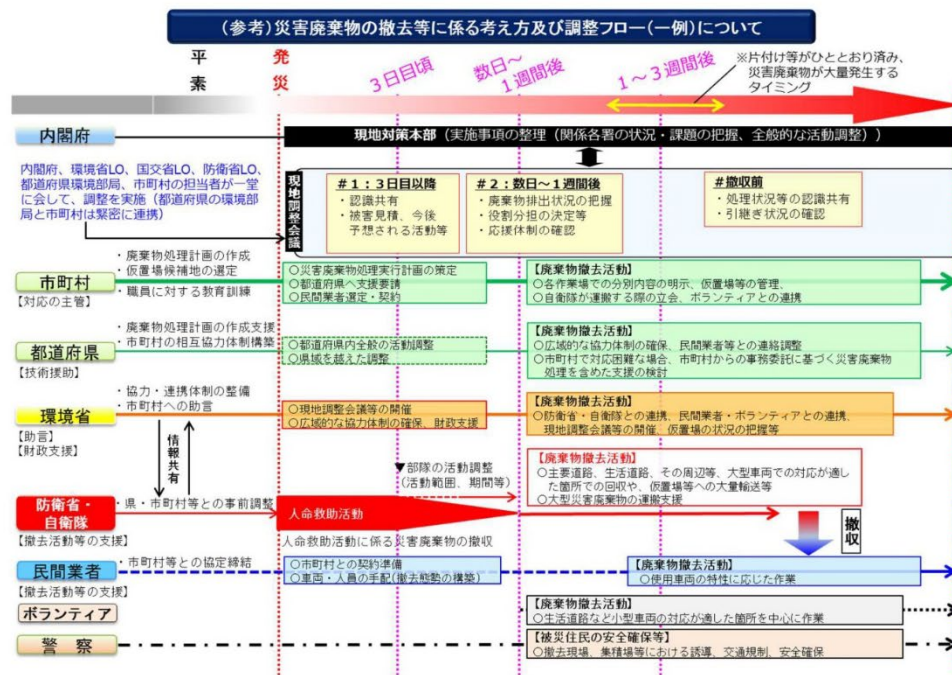 (参考)災害廃棄物の撤去等に係る考え方及び調整フロー(一例)について
平素
発災
3日目頃
数日～
1週間後
1～3週間後
※片付け等がひととおり済み、
災害廃棄物が大量発生する
タイミング
内閣府
現地対策本部(実施事項の整理(関係各署の状況・課題の把握、全般的な活動調整))
内閣府、環境省LO、国交省LO、防衛省LO、
都道府県環境部局、市町村の担当者が一堂
に会して、調整を実施(都道府県の環境部
局と市町村は緊密に連携)
現地調整会議
#1:3日目以降
・認識共有
・被害見積、今後
予想される活動等
#2:数日～1週間後
・廃棄物排出状況の把握
・役割分担の決定等
・応援体制の確認
#撤収前
・処理状況等の認識共有
・引継ぎ状況の確認
市町村
【対応の主管】
・廃棄物処理計画の作成
・仮置場候補地の選定
・職員に対する教育訓練
○災害廃棄物処理実行計画の策定
○都道府県へ支援要請
○民間業者選定・契約
【廃棄物撤去活動】
○各作業場での分別内容の明示、仮置場等の管理、
○自衛隊が運搬する際の立会、ボランティアとの連携
都道府県
【技術援助】
・廃棄物処理計画の作成支援
・市町村の相互協力体制構築
○都道府県内全般の活動調整
○県域を越えた調整
【廃棄物撤去活動】
○広域的な協力体制の確保、民間業者等との連絡調整
○市町村で対応困難な場合、市町村からの事務委託に基づく災害廃棄物
処理を含めた支援の検討
環境省
【助言】
【財政支援】
・協力・連携体制の整備
・市町村への助言
○現地調整会議等の開催
○広域的な協力体制の確保、財政支援
【廃棄物撤去活動】
○防衛省・自衛隊との連携、民間業者・ボランティアとの連携、
現地調整会議等の開催、仮置場の状況の把握等
情報共有
▼部隊の活動調整
(活動範囲、期間等)
【廃棄物撤去活動】
○主要道路、生活道路、その周辺等、大型車両での対応が適し
た箇所での回収や、仮置場等への大量輸送等
○大型災害廃棄物の運搬支援
防衛省・
自衛隊
【撤去活動等の支援】
・県・市町村等との事前調整
人命救助活動
人命救助活動に係る災害廃棄物の撤収
撤収
民間業者
【撤去活動等の支援】
・市町村等との協定締結
○市町村との契約準備
○車両・人員の手配(撤去態勢の構築)
【廃棄物撤去活動】
○使用車両の特性に応じた作業
ボランティア
【廃棄物撤去活動】
○生活道路など小型車両の対応が適した箇所を中心に作業
警察
【被災住民の安全確保等】
○撤去現場、集積場等における誘導、交通規制、安全確保